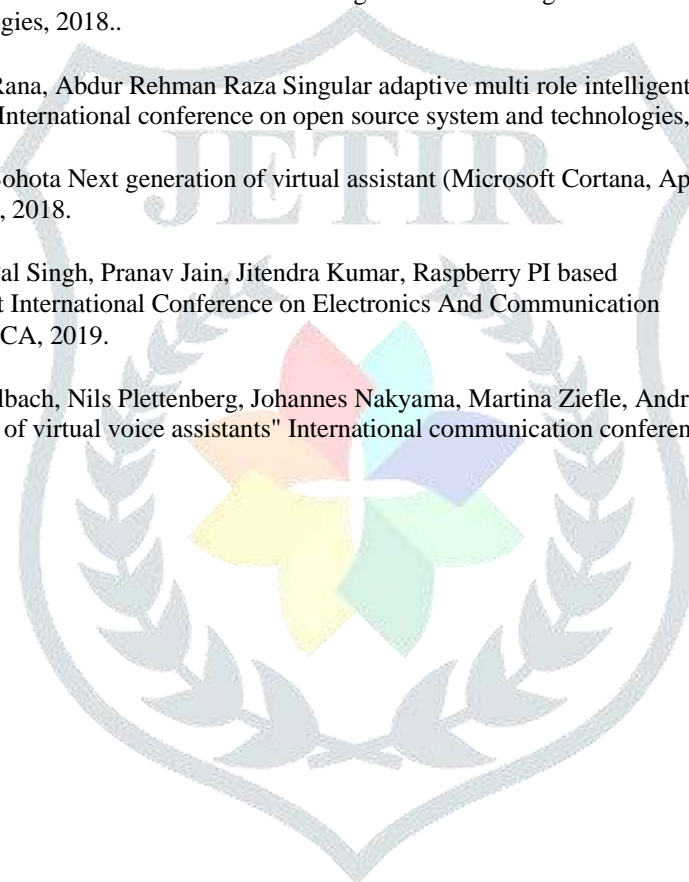 gies, 2018..
Rana, Abdur Rehman Raza Singular adaptive multi role intelligent
International conference on open source system and technologies,
ohota Next generation of virtual assistant (Microsoft Cortana, Ap
, 2018.
al Singh, Pranav Jain, Jitendra Kumar, Raspberry PI based
t International Conference on Electronics And Communication
CA, 2019.
lbach, Nils Plettenberg, Johannes Nakyama, Martina Ziefle, Andr
of virtual voice assistants" International communication conferen
JETIR